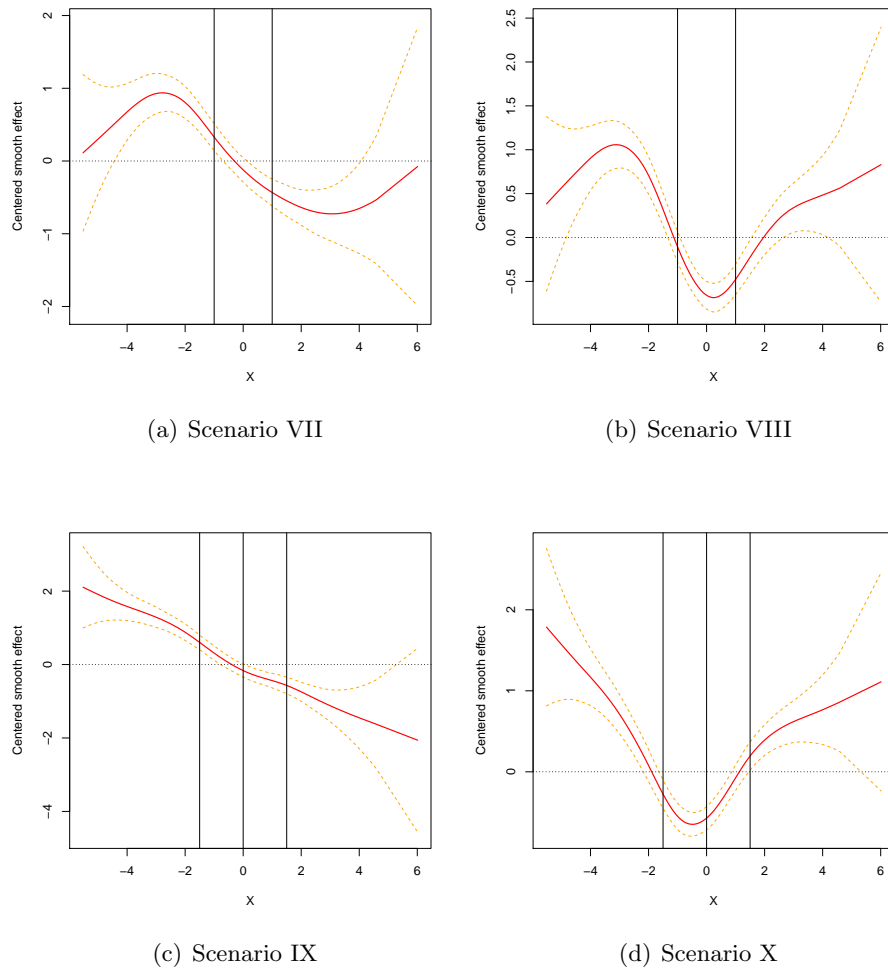 2
1
0
−1
−2
Centered smooth effect
−4 −2 0 2 4 6
X
(a) Scenario VII
2.5
2.0
1.5
1.0
0.5
0.0
−0.5
Centered smooth effect
−4 −2 0 2 4 6
X
(b) Scenario VIII
2
0
−2
−4
Centered smooth effect
−4 −2 0 2 4 6
X
(c) Scenario IX
2
1
0
Centered smooth effect
−4 −2 0 2 4 6
X
(d) Scenario X